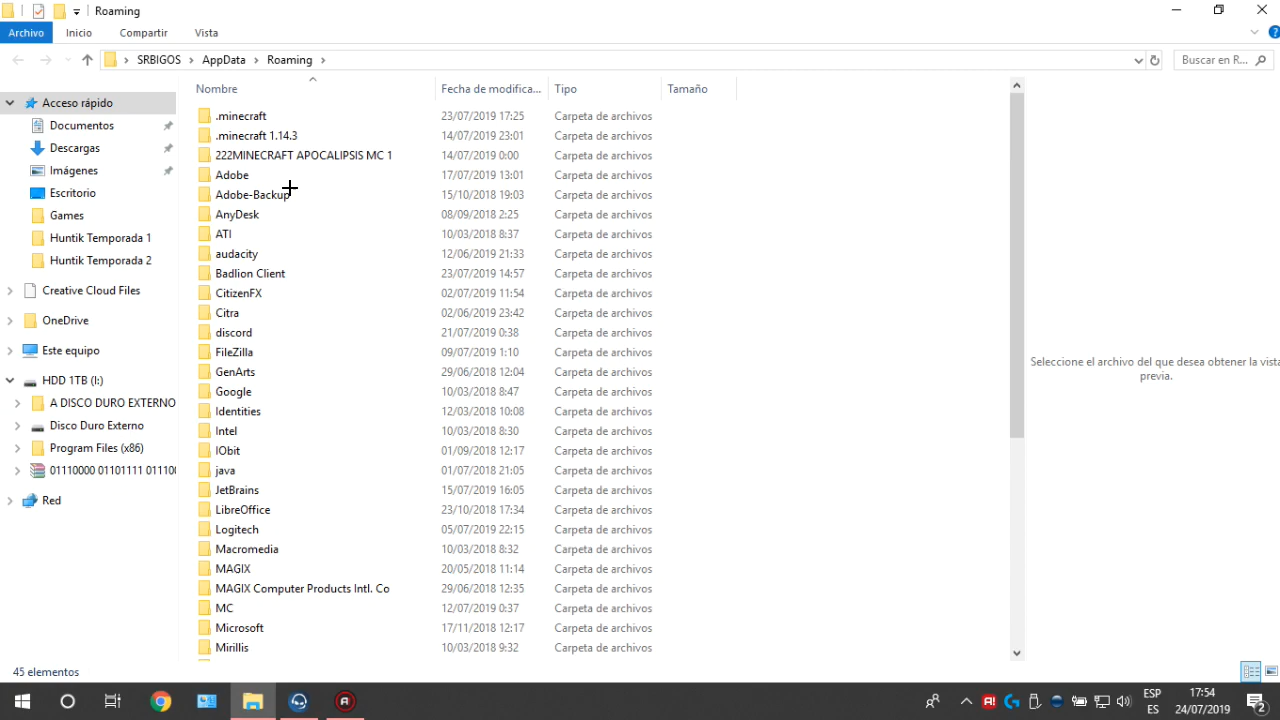 Roaming
Archivo Inicio Compartir Vista
SRBIGOS AppData Roaming Buscar en R...
Nombre Fecha de modifica... Tipo Tamaño
Acceso rápido
Documentos
Descargas
Imágenes
Escritorio
Games
Huntik Temporada 1
Huntik Temporada 2
Creative Cloud Files
OneDrive
Este equipo
HDD 1TB (I:)
A DISCO DURO EXTERNO
Disco Duro Externo
Program Files (x86)
01110000 01101111 01110
Red
.minecraft 23/07/2019 17:25 Carpeta de archivos
.minecraft 1.14.3 14/07/2019 23:01 Carpeta de archivos
222MINECRAFT APOCALIPSIS MC 1 14/07/2019 0:00 Carpeta de archivos
Adobe 17/07/2019 13:01 Carpeta de archivos
Adobe-Backup 15/10/2018 19:03 Carpeta de archivos
AnyDesk 08/09/2018 2:25 Carpeta de archivos
ATI 10/03/2018 8:37 Carpeta de archivos
audacity 12/06/2019 21:33 Carpeta de archivos
Badlion Client 23/07/2019 14:57 Carpeta de archivos
CitizenFX 02/07/2019 11:54 Carpeta de archivos
Citra 02/06/2019 23:42 Carpeta de archivos
discord 21/07/2019 0:38 Carpeta de archivos
FileZilla 09/07/2019 1:10 Carpeta de archivos
GenArts 29/06/2018 12:04 Carpeta de archivos
Google 10/03/2018 8:47 Carpeta de archivos
Identities 12/03/2018 10:08 Carpeta de archivos
Intel 10/03/2018 8:30 Carpeta de archivos
IObit 01/09/2018 12:17 Carpeta de archivos
java 01/07/2018 21:05 Carpeta de archivos
JetBrains 15/07/2019 16:05 Carpeta de archivos
LibreOffice 23/10/2018 17:34 Carpeta de archivos
Logitech 05/07/2019 22:15 Carpeta de archivos
Macromedia 10/03/2018 8:32 Carpeta de archivos
MAGIX 20/05/2018 11:14 Carpeta de archivos
MAGIX Computer Products Intl. Co 29/06/2018 12:35 Carpeta de archivos
MC 12/07/2019 0:37 Carpeta de archivos
Microsoft 17/11/2018 12:17 Carpeta de archivos
Mirillis 10/03/2018 9:32 Carpeta de archivos
Seleccione el archivo del que desea obtener la vista
previa.
45 elementos
ESP 17:54
ES 24/07/2019
2